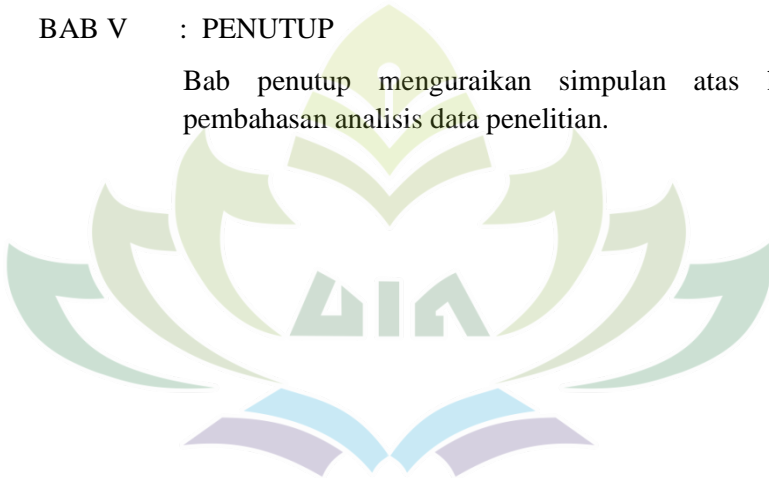 BAB V : PENUTUP
Bab penutup menguraikan simpulan atas
pembahasan analisis data penelitian.